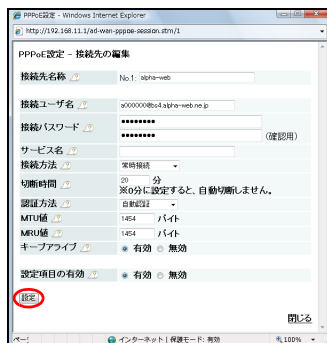 PPPoE設定 - Windows Internet Explorer
http://192.168.11.1/ad-wan-pppoe-session.stm/1
PPPoE設定 - 接続先の編集
接続先名称 No.1: alpha-web
接続ユーザ名 a000000@bs4.alpha-web.ne.jp
接続パスワード ●●●●●●●●
●●●●●●●● (確認用)
サービス名
接続方法 常時接続
切断時間 20 分
※0分に設定すると、自動切断しません。
認証方法 自動認証
MTU値 1454 バイト
MRU値 1454 バイト
キープアライブ 有効 無効
設定項目の有効 有効 無効
設定
閉じる
ペー! インターネット | 保護モード: 有効 100%